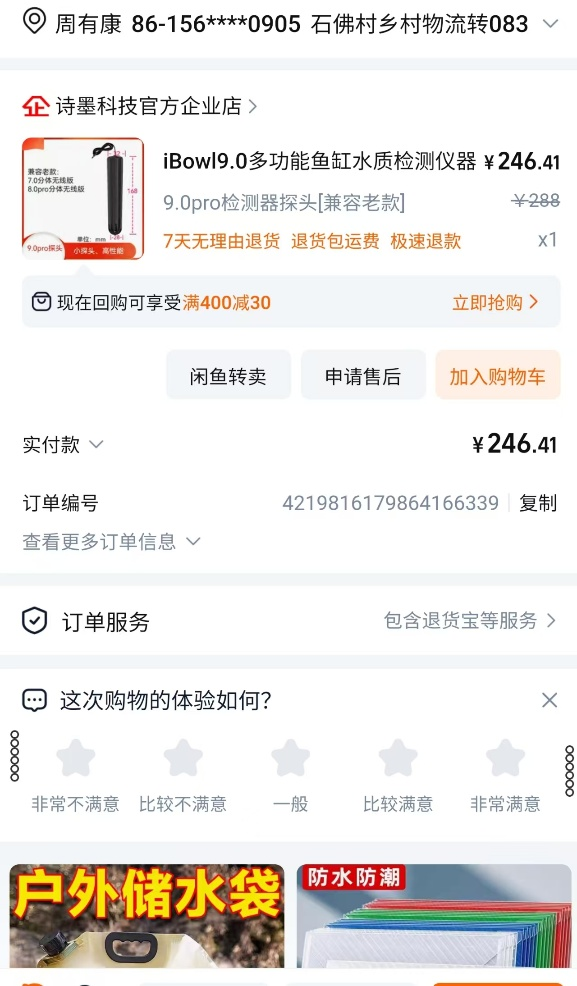 周有康 86-156****0905 石佛村乡村物流转083
诗墨科技官方企业店
iBowl9.0多功能鱼缸水质检测仪器 ¥246.41
9.0pro检测器探头[兼容老款] ¥288
7天无理由退货 退货包运费 极速退款 x1
兼容老款:
7.0分体无线版
8.0pro分体无线版
168
单位: mm
9.0pro探头
小探头、高性能
现在回购可享受满400减30 立即抢购
闲鱼转卖 申请售后 加入购物车
实付款 ¥246.41
订单编号 4219816179864166339 复制
查看更多订单信息
订单服务 包含退货宝等服务
这次购物的体验如何?
非常不满意 比较不满意 一般 比较满意 非常满意
户外储水袋
防水防潮